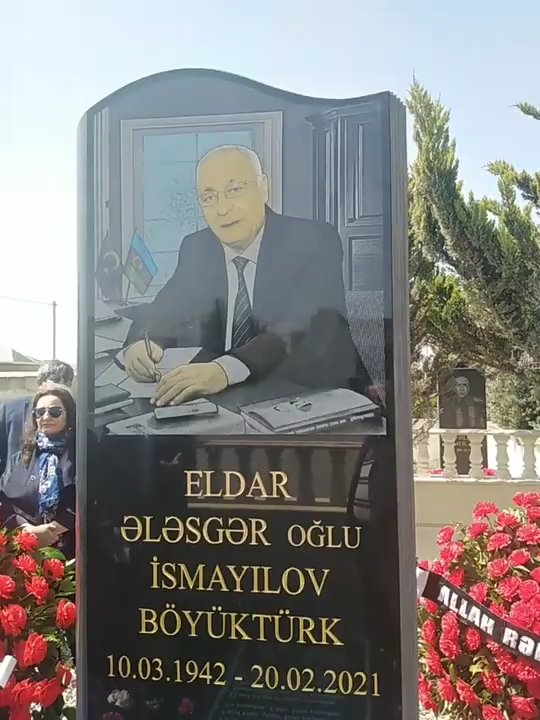 ELDAR
ƏLƏSGƏR OĞLU
İSMAYILOV
BÖYÜKTÜRK
10.03.1942 - 20.02.2021
ALLAH